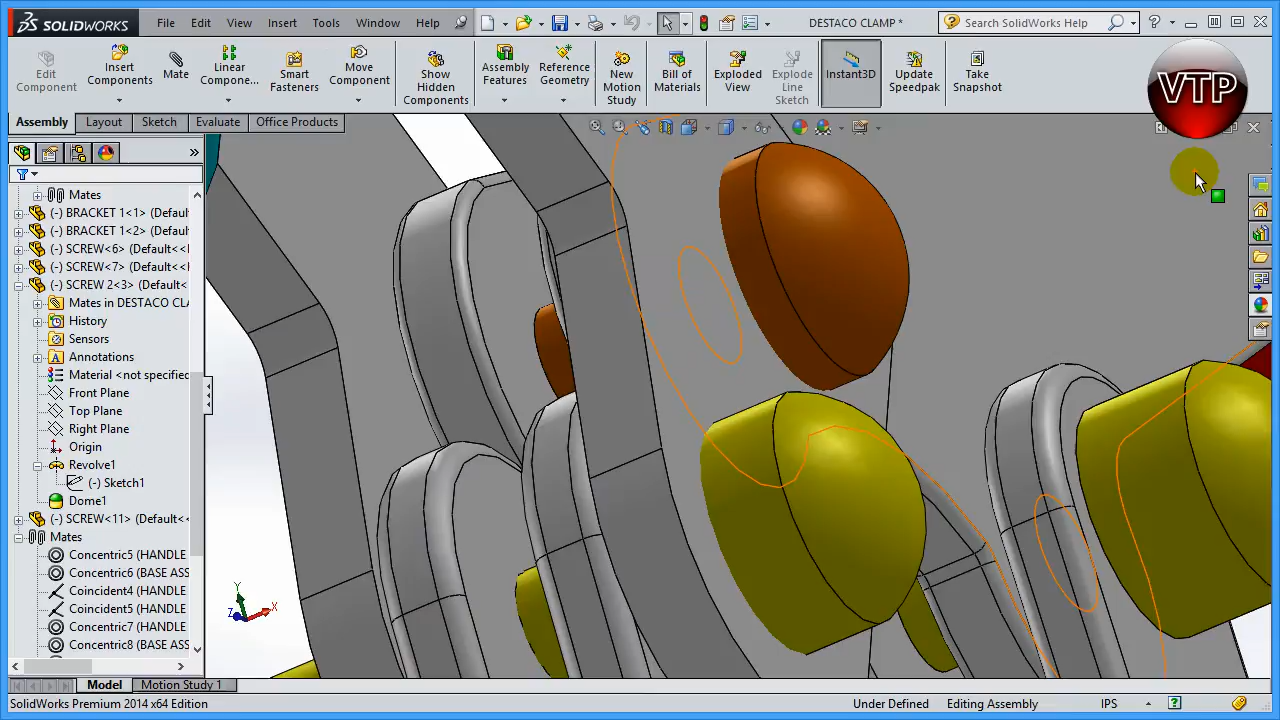 SOLIDWORKS File Edit View Insert Tools Window Help DESTACO CLAMP * Search SolidWorks Help
Edit Component
Insert Components
Mate
Linear Compone...
Smart Fasteners
Move Component
Show Hidden Components
Assembly Features
Reference Geometry
New Motion Study
Bill of Materials
Exploded View
Explode Line Sketch
Instant3D
Update Speedpak
Take Snapshot
VTP
Assembly Layout Sketch Evaluate Office Products
Mates
(-) BRACKET 1<1> (Defaul
(-) BRACKET 1<2> (Defaul
(-) SCREW<6> (Default<<
(-) SCREW<7> (Default<<
(-) SCREW 2<3> (Default<
Mates in DESTACO CLA
History
Sensors
Annotations
Material <not specified
Front Plane
Top Plane
Right Plane
Origin
Revolve1
(-) Sketch1
Dome1
(-) SCREW<11> (Default<
Mates
Concentric5 (HANDLE
Concentric6 (BASE ASS
Coincident4 (HANDLE
Coincident5 (HANDLE
Concentric7 (HANDLE
Concentric8 (BASE ASS
Y
Z
X
Model Motion Study 1
SolidWorks Premium 2014 x64 Edition Under Defined Editing Assembly IPS